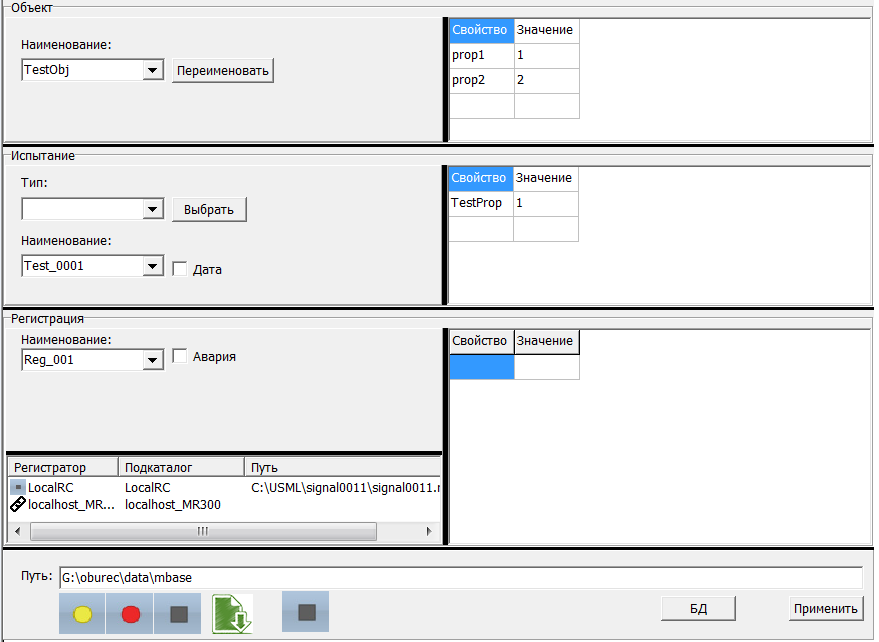 Объект
Наименование:
TestObj Переименовать
Свойство Значение
prop1 1
prop2 2
Испытание
Тип:
Выбрать
Наименование:
Test_0001 Дата
Свойство Значение
TestProp 1
Регистрация
Наименование:
Reg_001 Авария
Свойство Значение
Регистратор Подкаталог Путь
LocalRC LocalRC C:\USML\signal0011\signal0011.
localhost_MR... localhost_MR300
Путь: G:\oburec\data\mbase
БД Применить